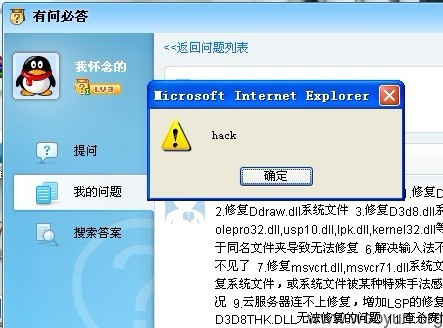 有问必答
<<返回问题列表
我怀念的
LV3
Microsoft Internet Explorer
hack
确定
提问
我的问题
搜索答案
2.修复Ddraw.dll系统文件 3.修复D3d8.dll系
olepro32.dll,usp10.dll,lpk.dll,kernel32.dll等
于同名文件夹导致无法修复 6.解决输入法不
不见了 7.修复msvcrt.dll,msvcr71.dll系统文
复系统文件，或系统文件被某种特殊手法感
况 9.云服务器连不上修复，增加LSP的修复
D3D8THK.DLL
无法修复的问题